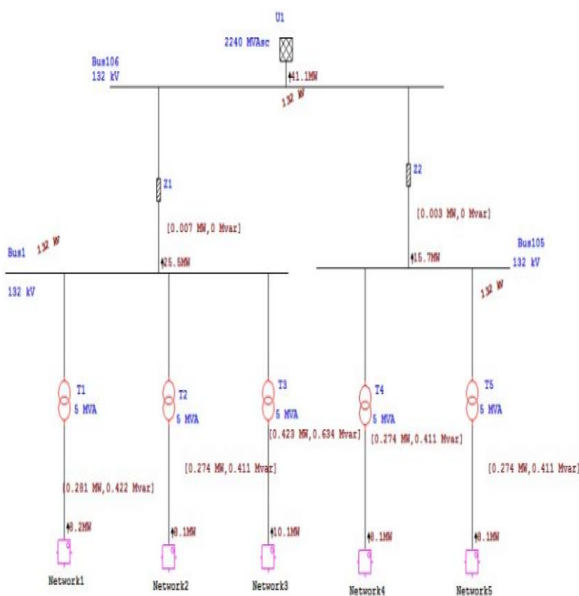 U1
2240 MVAsc
Bus106
132 kV
41.1MW
132 kV
Z1
Z2
[0.007 MW,0 Mvar]
[0.003 MW,0 Mvar]
Bus1
132 kV
25.5MW
15.7MW
Bus105
132 kV
132 kV
132 kV
T1
5 MVA
T2
5 MVA
T3
5 MVA
T4
5 MVA
T5
5 MVA
[0.423 MW,0.634 Mvar]
[0.274 MW,0.411 Mvar]
[0.274 MW,0.411 Mvar]
[0.274 MW,0.411 Mvar]
[0.281 MW,0.422 Mvar]
8.2MW
8.1MW
10.1MW
8.1MW
8.1MW
Network1
Network2
Network3
Network4
Network5